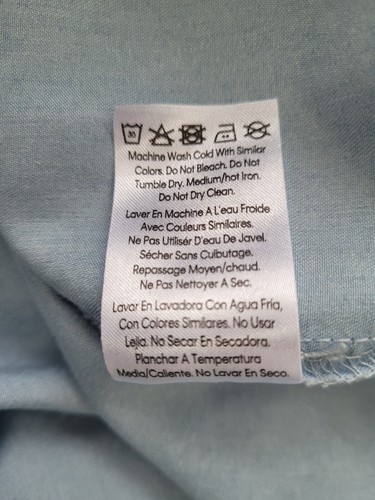 30
Machine Wash Cold With Similar
Colors. Do Not Bleach. Do Not
Tumble Dry. Medium/hot Iron.
Do Not Dry Clean.
Laver En Machine A L'eau Froide
Avec Couleurs Similaires.
Ne Pas Utilisér D'eau De Javel.
Sécher Sans Culbutage.
Repassage Moyen/chaud.
Ne Pas Nettoyer A Sec.
Lavar En Lavadora Con Agua Fria,
Con Colores Similares. No Usar
Lejia. No Secar En Secadora.
Planchar A Temperatura
Media/Caliente. No Lavar En Seco.